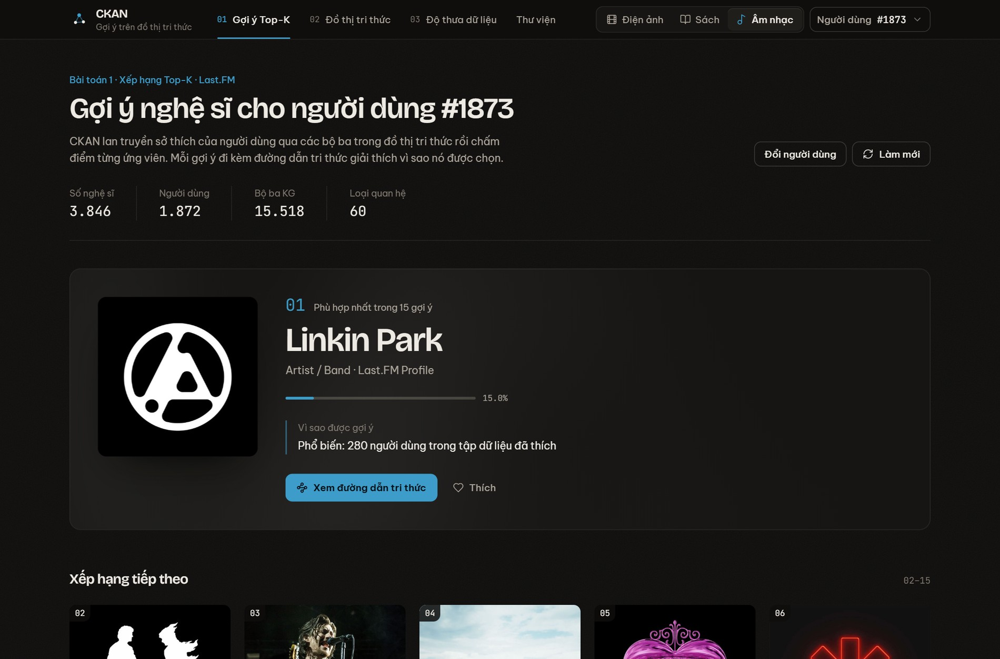 CKAN
Gợi ý trên đồ thị tri thức
01 Gợi ý Top-K
02 Đồ thị tri thức
03 Độ thưa dữ liệu
Thư viện
Điện ảnh
Sách
Âm nhạc
Người dùng #1873
Bài toán 1 · Xếp hạng Top-K · Last.FM
Gợi ý nghệ sĩ cho người dùng #1873
CKAN lan truyền sở thích của người dùng qua các bộ ba trong đồ thị tri thức rồi chấm
điểm từng ứng viên. Mỗi gợi ý đi kèm đường dẫn tri thức giải thích vì sao nó được chọn.
Đổi người dùng
Làm mới
Số nghệ sĩ
3.846
Người dùng
1.872
Bộ ba KG
15.518
Loại quan hệ
60
01 Phù hợp nhất trong 15 gợi ý
Linkin Park
Artist / Band · Last.FM Profile
15.0%
Vì sao được gợi ý
Phổ biến: 280 người dùng trong tập dữ liệu đã thích
Xem đường dẫn tri thức
Thích
Xếp hạng tiếp theo
02–15
02
03
04
05
06